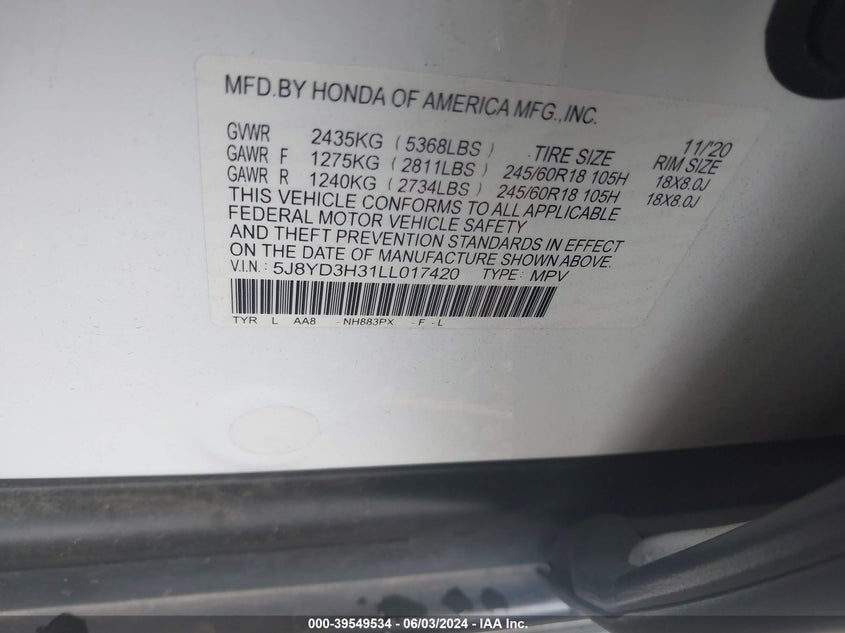 MFD.BY HONDA OF AMERICA MFG.,INC.
11/'20
GVWR 2435KG (5368LBS) TIRE SIZE RIM SIZE
GAWR F 1275KG (2811LBS) 245/60R18 105H 18X8.0J
GAWR R 1240KG (2734LBS) 245/60R18 105H 18X8.0J
THIS VEHICLE CONFORMS TO ALL APPLICABLE
FEDERAL MOTOR VEHICLE SAFETY
AND THEFT PREVENTION STANDARDS IN EFFECT
ON THE DATE OF MANUFACTURE SHOWN ABOVE.
V.I.N.: 5J8YD3H31LL017420 TYPE: MPV
TYR L AA8 -NH883PX -F -L
000-39549534 | 06/03/2024 | IAA Inc.